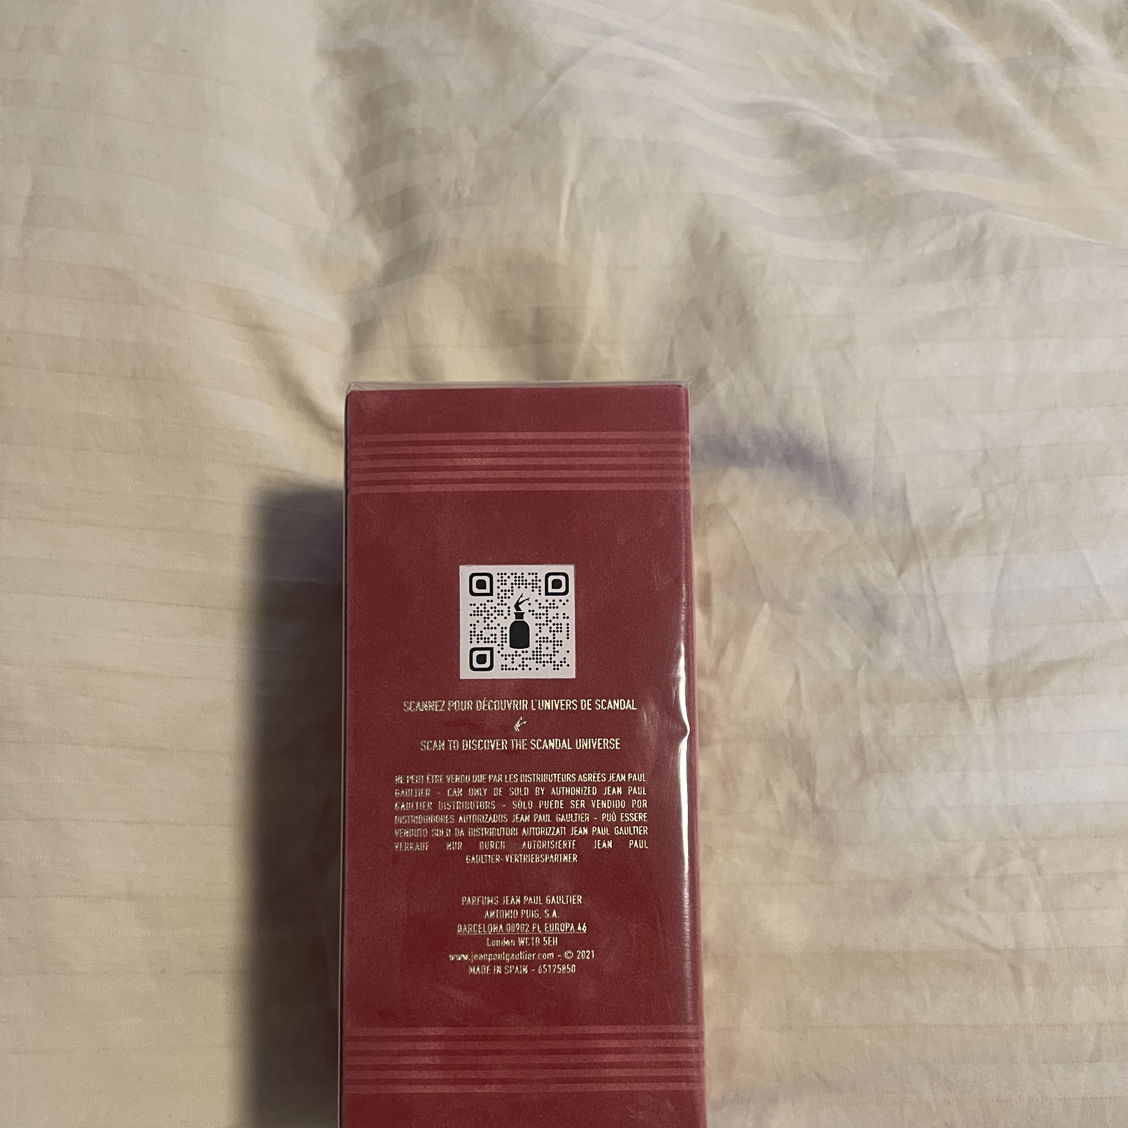 SCANNEZ POUR DÉCOUVRIR L'UNIVERS DE SCANDAL
SCAN TO DISCOVER THE SCANDAL UNIVERSE
NE PEUT ÊTRE VENDU QUE PAR LES DISTRIBUTEURS AGRÉÉS JEAN PAUL
GAULTIER - CAN ONLY BE SOLD BY AUTHORIZED JEAN PAUL
GAULTIER DISTRIBUTORS - SÓLO PUEDE SER VENDIDO POR
DISTRIBUIDORES AUTORIZADOS JEAN PAUL GAULTIER - PUÒ ESSERE
VENDUTO SOLO DA DISTRIBUTORI AUTORIZZATI JEAN PAUL GAULTIER
VERKAUF NUR DURCH AUTORISIERTE JEAN PAUL
GAULTIER-VERTRIEBSPARTNER
PARFUMS JEAN PAUL GAULTIER
ANTONIO PUIG, S.A.
BARCELONA 08902 PL EUROPA 46
London WC1B 5EH
www.jeanpaulgaultier.com - © 2021
MADE IN SPAIN - 65175850